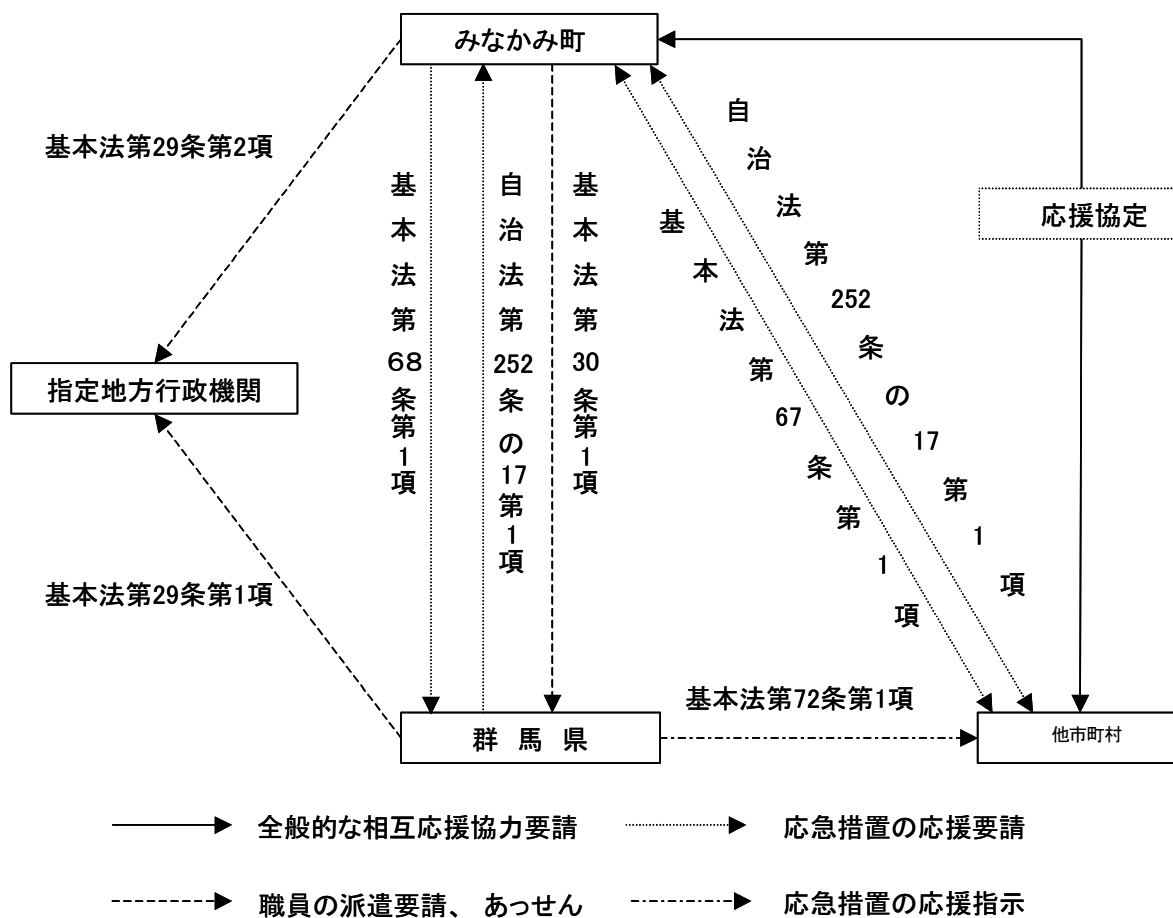 みなかみ町
基本法第29条第2項
基本法第68条第1項
自治法第252条の17第1項
基本法第30条第1項
基本法第67条第1項
自治法第252条の17第1項
応援協定
指定地方行政機関
基本法第29条第1項
基本法第72条第1項
群馬県
他市町村
全般的な相互応援協力要請
応急措置の応援要請
職員の派遣要請、あっせん
応急措置の応援指示